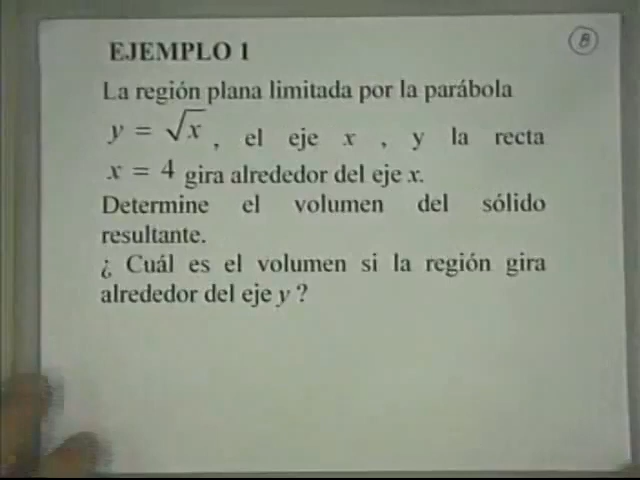 EJEMPLO 1
8
La región plana limitada por la parábola
y = √x , el eje x , y la recta
x = 4 gira alrededor del eje x.
Determine el volumen del sólido
resultante.
¿ Cuál es el volumen si la región gira
alrededor del eje y ?